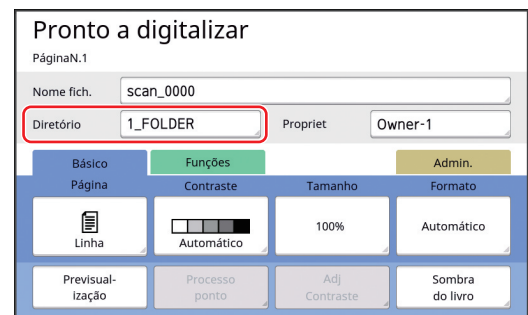 Pronto a digitalizar
PáginaN.1
Nome fich. scan_0000
Diretório 1_FOLDER Propriet Owner-1
Básico Funções Admin.
Página Contraste Tamanho Formato
Linha Automático 100% Automático
Previsual- Processo Adj Sombra
ização ponto Contraste do livro